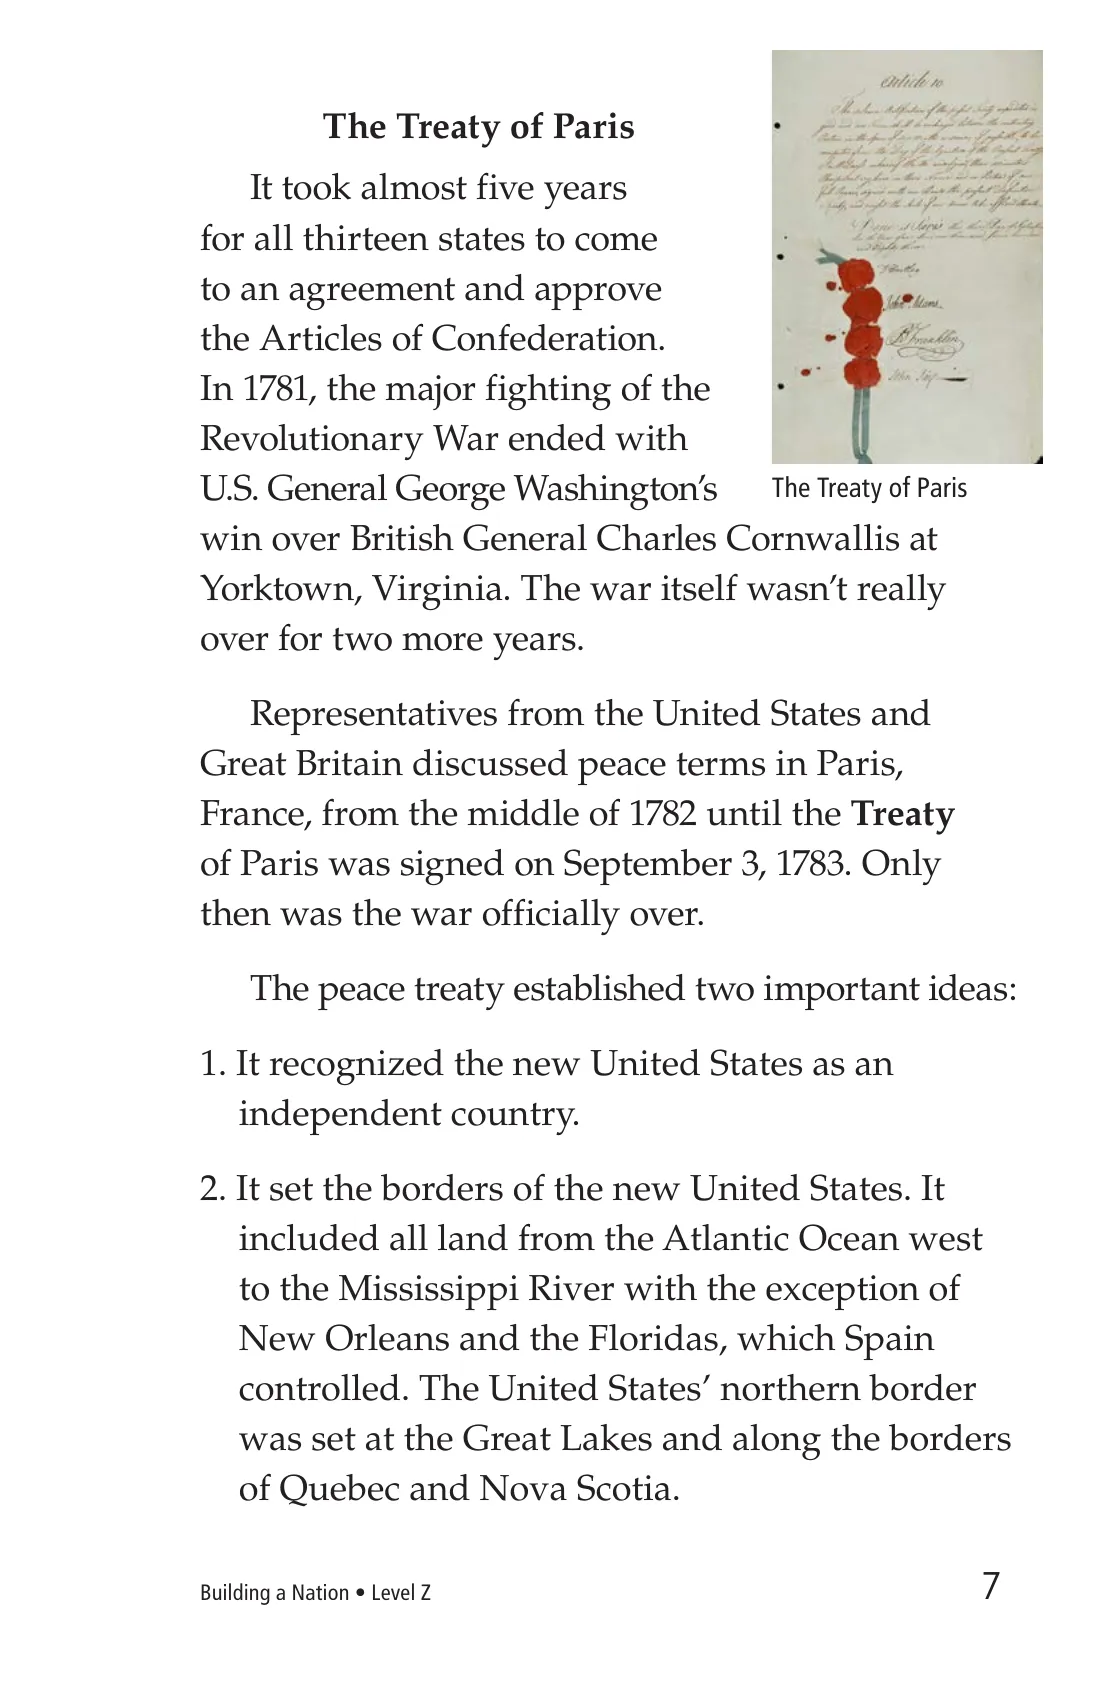 The Treaty of Paris
It took almost five years
for all thirteen states to come
to an agreement and approve
the Articles of Confederation.
In 1781, the major fighting of the
Revolutionary War ended with
U.S. General George Washington’s
win over British General Charles Cornwallis at
Yorktown, Virginia. The war itself wasn’t really
over for two more years.
Article 10
John Adams
B Franklin
John Jay
The Treaty of Paris
Representatives from the United States and
Great Britain discussed peace terms in Paris,
France, from the middle of 1782 until the Treaty
of Paris was signed on September 3, 1783. Only
then was the war officially over.
The peace treaty established two important ideas:
1. It recognized the new United States as an
independent country.
2. It set the borders of the new United States. It
included all land from the Atlantic Ocean west
to the Mississippi River with the exception of
New Orleans and the Floridas, which Spain
controlled. The United States’ northern border
was set at the Great Lakes and along the borders
of Quebec and Nova Scotia.
Building a Nation • Level Z
7